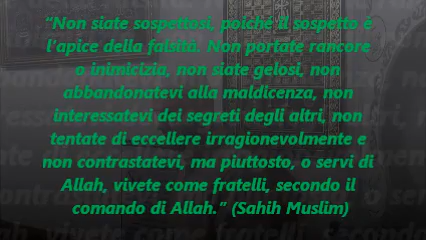 “Non siate sospettosi, poiché il sospetto è
l’apice della falsità. Non portate rancore
o inimicizia, non siate gelosi, non
abbandonatevi alla maldicenza, non
interessatevi dei segreti degli altri, non
tentate di eccellere irragionevolmente e
non contrastatevi, ma piuttosto, o servi di
Allah, vivete come fratelli, secondo il
comando di Allah.” (Sahih Muslim)